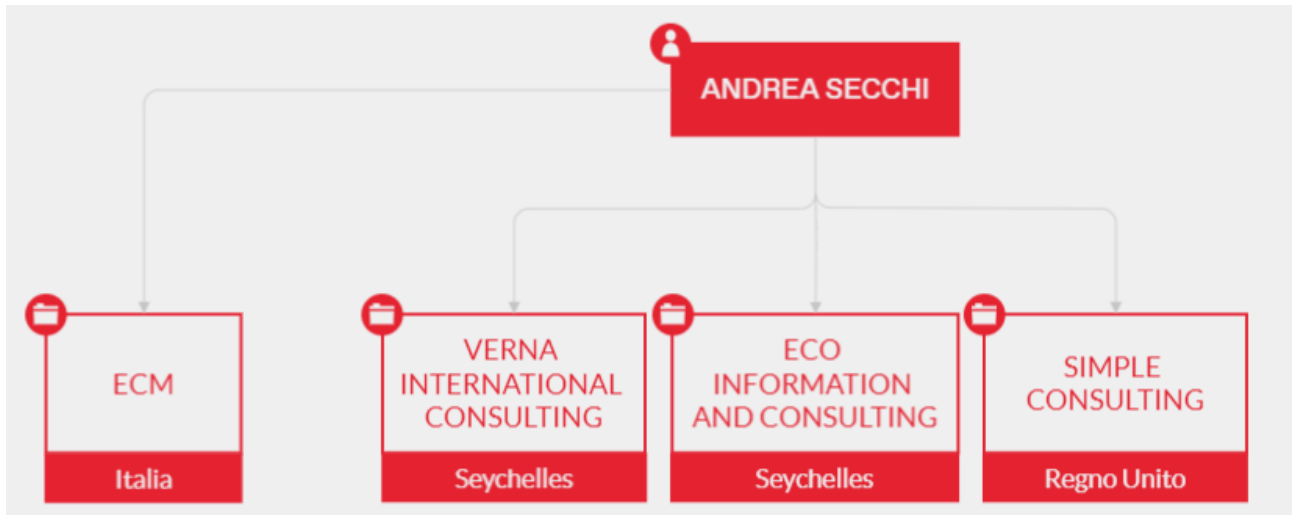 ANDREA SECCHI
ECM
Italia
VERNA
INTERNATIONAL
CONSULTING
Seychelles
ECO
INFORMATION
AND CONSULTING
Seychelles
SIMPLE
CONSULTING
Regno Unito